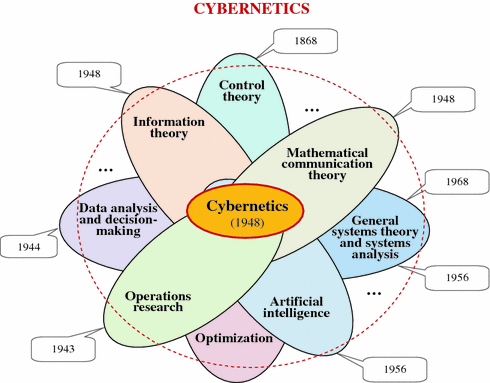 CYBERNETICS
1868
1948
Control
theory
...
1948
Information
theory
Mathematical
communication
theory
...
1968
Data analysis
and decision-
making
Cybernetics
(1948)
General
systems theory
and systems
analysis
1944
1956
...
Operations
research
Artificial
intelligence
Optimization
1943
1956